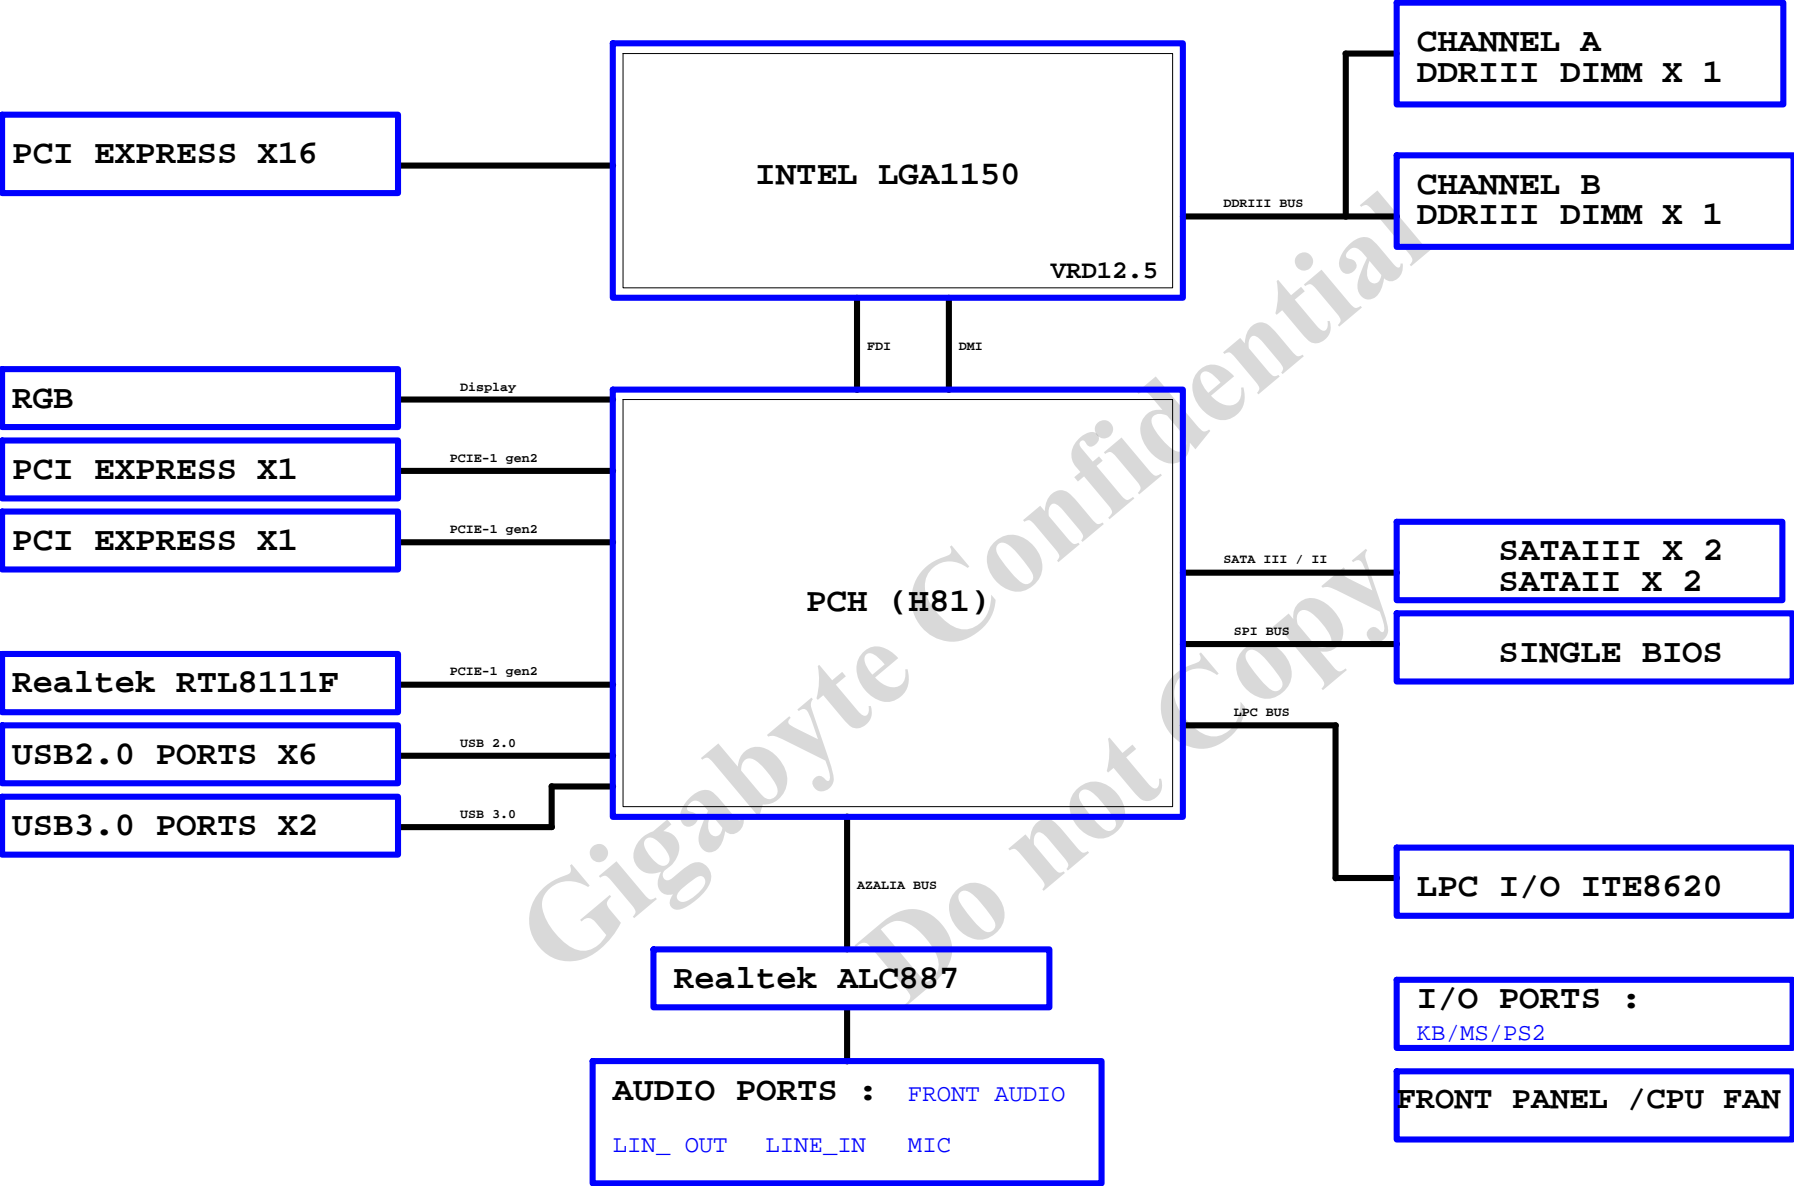 CHANNEL A
DDRIII DIMM X 1
PCI EXPRESS X16
INTEL LGA1150
CHANNEL B
DDRIII DIMM X 1
DDRIII BUS
VRD12.5
FDI
DMI
RGB
Display
PCI EXPRESS X1
PCIE-1 gen2
PCI EXPRESS X1
PCIE-1 gen2
SATA III / II
SATAIII X 2
SATAII X 2
PCH (H81)
SPI BUS
SINGLE BIOS
Realtek RTL8111F
PCIE-1 gen2
LPC BUS
USB2.0 PORTS X6
USB 2.0
USB3.0 PORTS X2
USB 3.0
AZALIA BUS
LPC I/O ITE8620
Realtek ALC887
I/O PORTS :
KB/MS/PS2
AUDIO PORTS : FRONT AUDIO
LIN_ OUT LINE_IN MIC
FRONT PANEL /CPU FAN
Gigabyte Confidential
Do not Copy